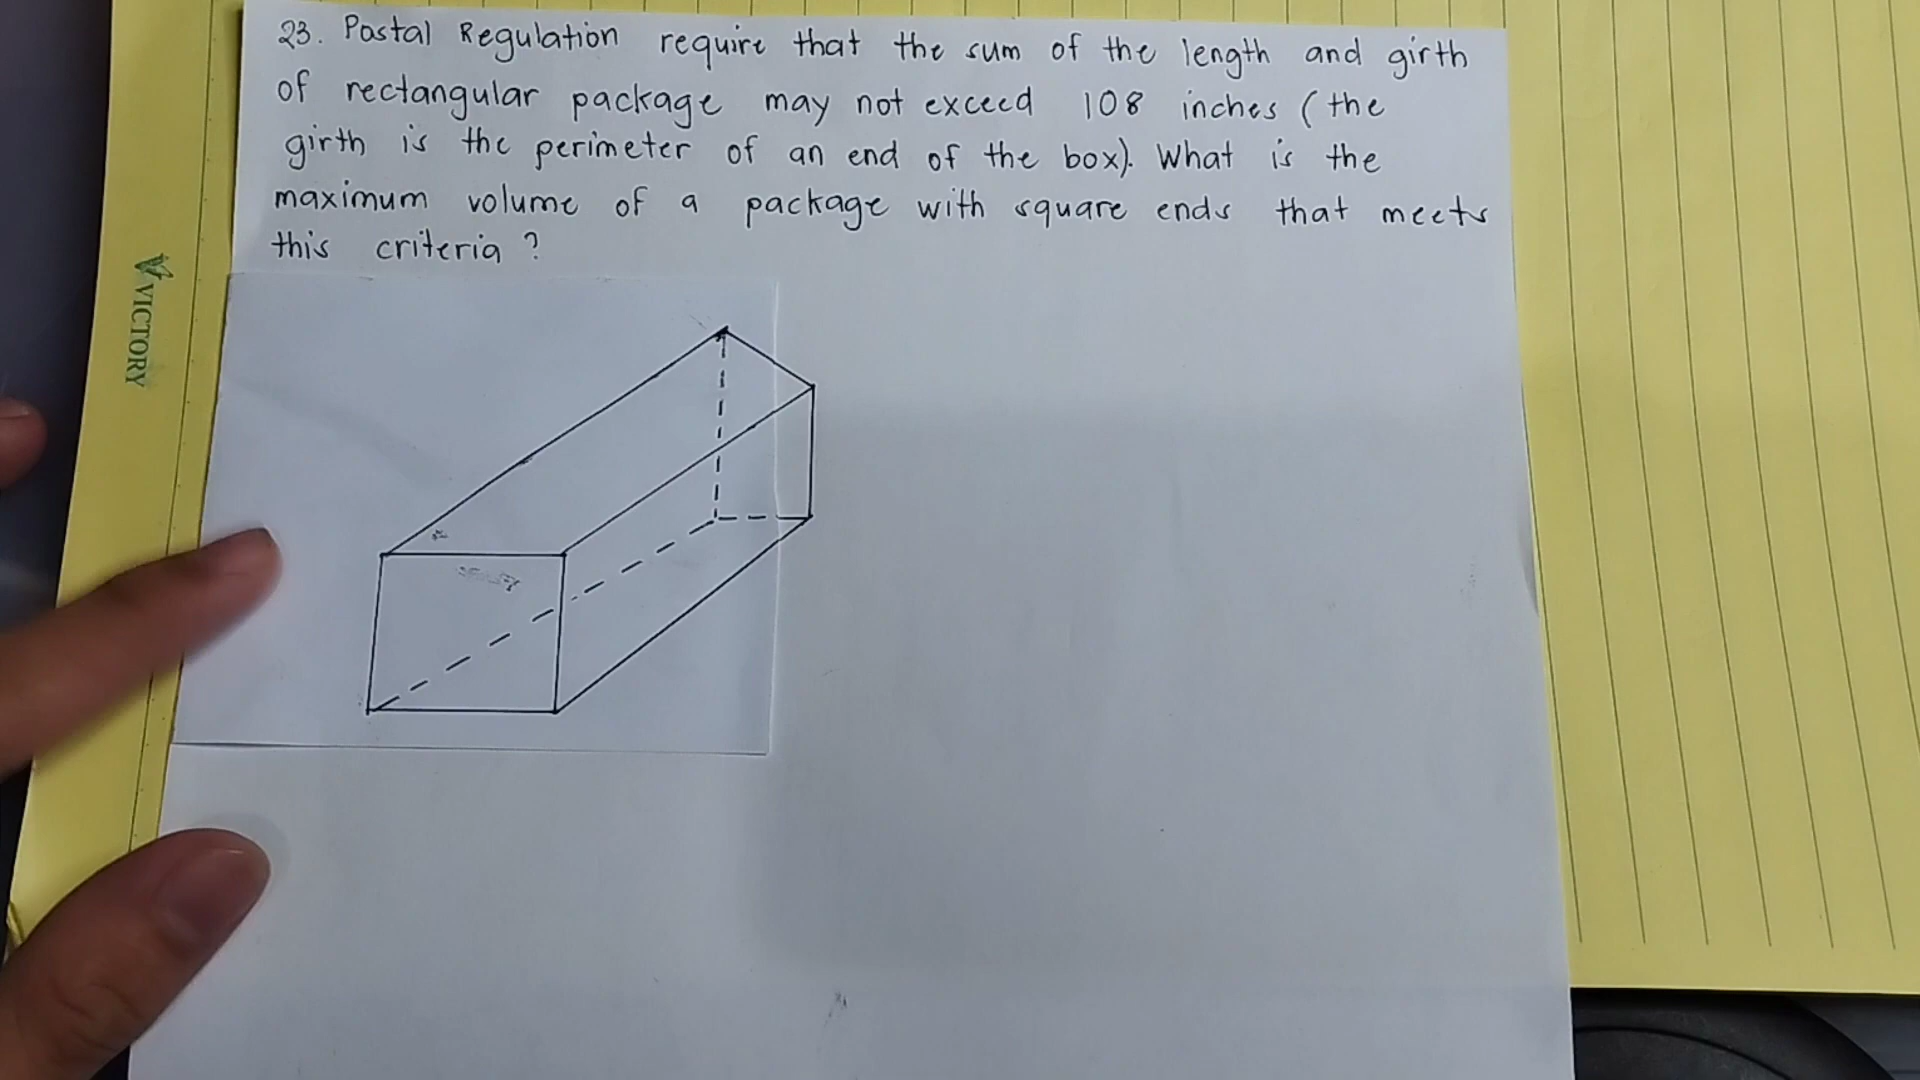 23. Postal Regulation require that the sum of the length and girth
of rectangular package may not exceed 108 inches (the
girth is the perimeter of an end of the box). What is the
maximum volume of a package with square ends that meets
this criteria?
VICTORY